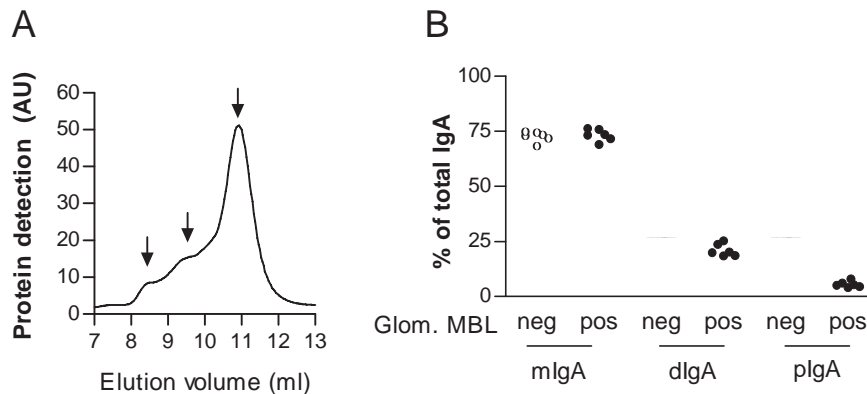 A
B
Protein detection (AU)
60
50
40
30
20
10
0
7 8 9 10 11 12 13
Elution volume (ml)
% of total IgA
100
75
25
0
Glom. MBL neg pos neg pos neg pos
mIgA dIgA pIgA